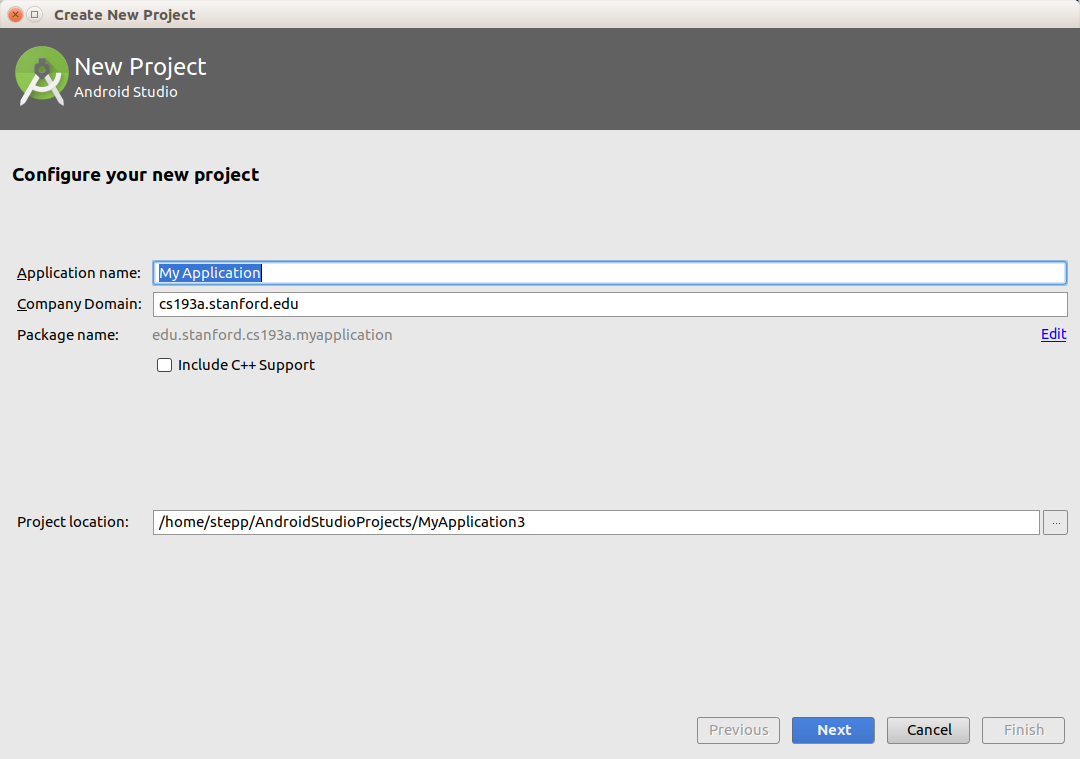 Create New Project
New Project
Android Studio
Configure your new project
Application name: My Application
Company Domain: cs193a.stanford.edu
Package name: edu.stanford.cs193a.myapplication Edit
Include C++ Support
Project location: /home/stepp/AndroidStudioProjects/MyApplication3 ...
Previous Next Cancel Finish